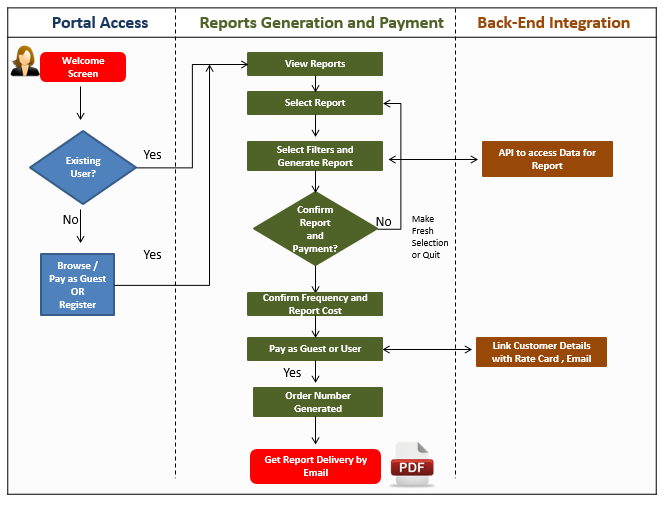 Portal Access
Reports Generation and Payment
Back-End Integration
Welcome
Screen
Existing
User?
Yes
No
Browse /
Pay as Guest
OR
Register
Yes
View Reports
Select Report
Select Filters and
Generate Report
Confirm
Report
and
Payment?
No
Make
Fresh
Selection
or Quit
Confirm Frequency and
Report Cost
Pay as Guest or User
Yes
Order Number
Generated
Get Report Delivery by
Email
PDF
API to access Data for
Report
Link Customer Details
with Rate Card , Email